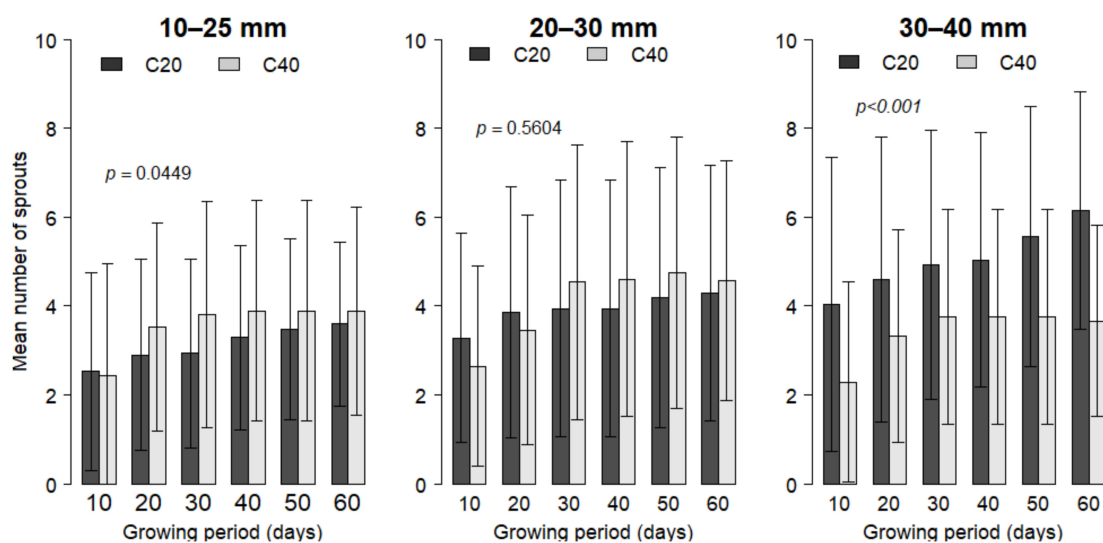 10–25 mm
C20 C40
p = 0.0449
Mean number of sprouts
10
8
6
4
2
0
10 20 30 40 50 60
Growing period (days)
20–30 mm
C20 C40
p = 0.5604
10
8
6
4
2
0
10 20 30 40 50 60
Growing period (days)
30–40 mm
C20 C40
p<0.001
10
8
6
4
2
0
10 20 30 40 50 60
Growing period (days)